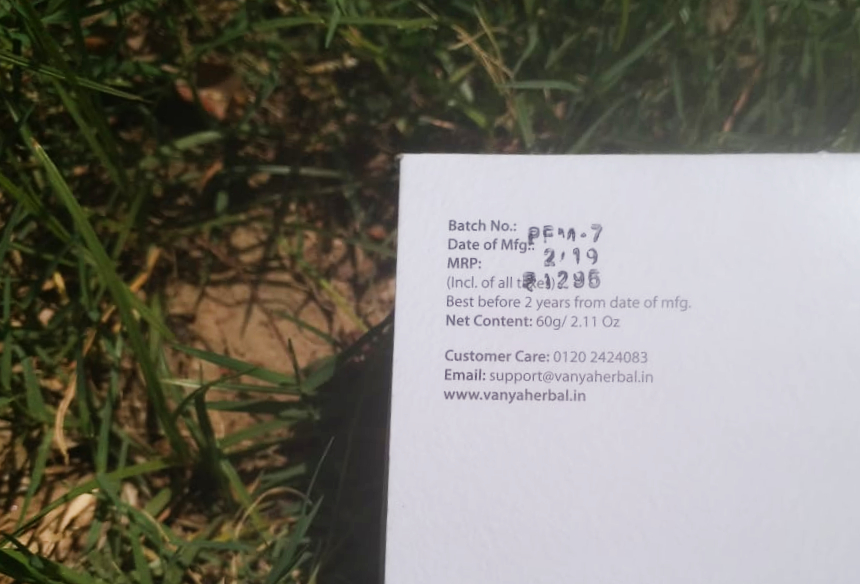 Batch No.: PFM-7
Date of Mfg.: 2/19
MRP: ₹1295
(Incl. of all taxes)
Best before 2 years from date of mfg.
Net Content: 60g/ 2.11 Oz
Customer Care: 0120 2424083
Email: support@vanyaherbal.in
www.vanyaherbal.in